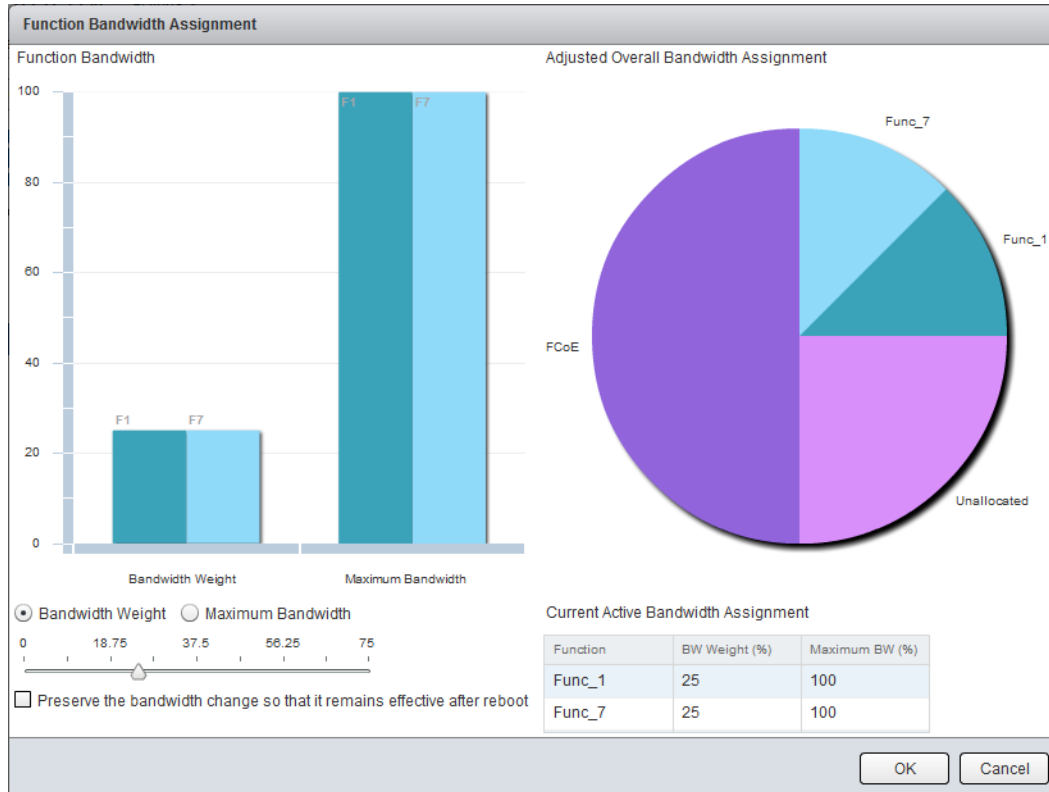 Function Bandwidth Assignment
Function Bandwidth
100
80
60
40
20
0
F1 F7
F1 F7
Bandwidth Weight Maximum Bandwidth
Bandwidth Weight Maximum Bandwidth
0 18.75 37.5 56.25 75
Preserve the bandwidth change so that it remains effective after reboot
Adjusted Overall Bandwidth Assignment
Func_7
Func_1
FCoE
Unallocated
Current Active Bandwidth Assignment
Function BW Weight (%) Maximum BW (%)
Func_1 25 100
Func_7 25 100
OK Cancel